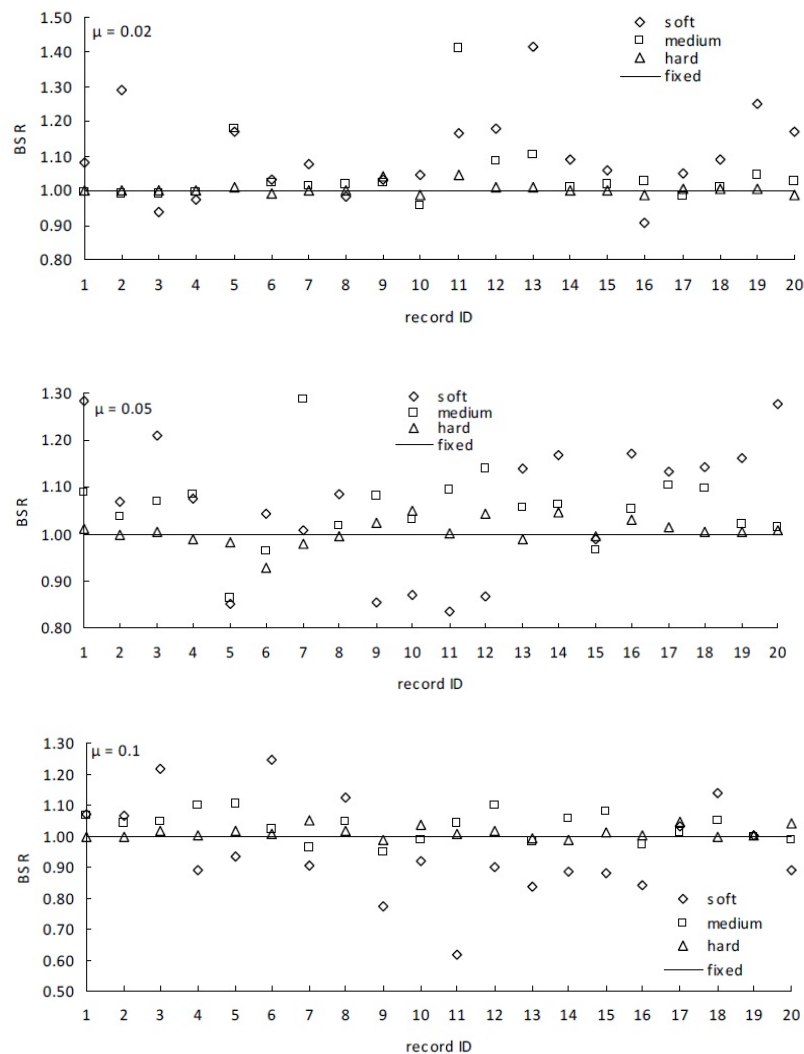 μ = 0.02
soft
medium
hard
fixed
1.50
1.40
1.30
1.20
1.10
1.00
0.90
0.80
BSR
1 2 3 4 5 6 7 8 9 10 11 12 13 14 15 16 17 18 19 20
record ID
μ = 0.05
soft
medium
hard
fixed
1.30
1.20
1.10
1.00
0.90
0.80
BSR
1 2 3 4 5 6 7 8 9 10 11 12 13 14 15 16 17 18 19 20
record ID
μ = 0.1
1.30
1.20
1.10
1.00
0.90
0.80
0.70
0.60
0.50
BSR
soft
medium
hard
fixed
1 2 3 4 5 6 7 8 9 10 11 12 13 14 15 16 17 18 19 20
record ID